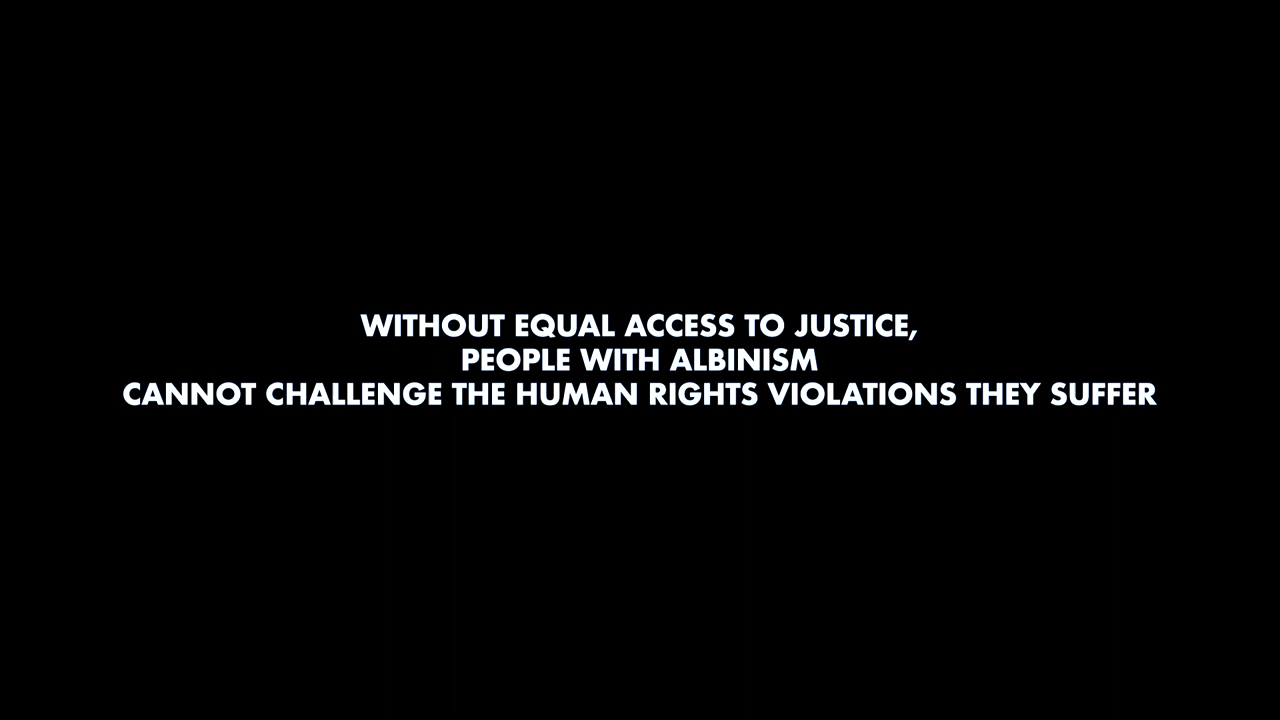 WITHOUT EQUAL ACCESS TO JUSTICE,
PEOPLE WITH ALBINISM
CANNOT CHALLENGE THE HUMAN RIGHTS VIOLATIONS THEY SUFFER